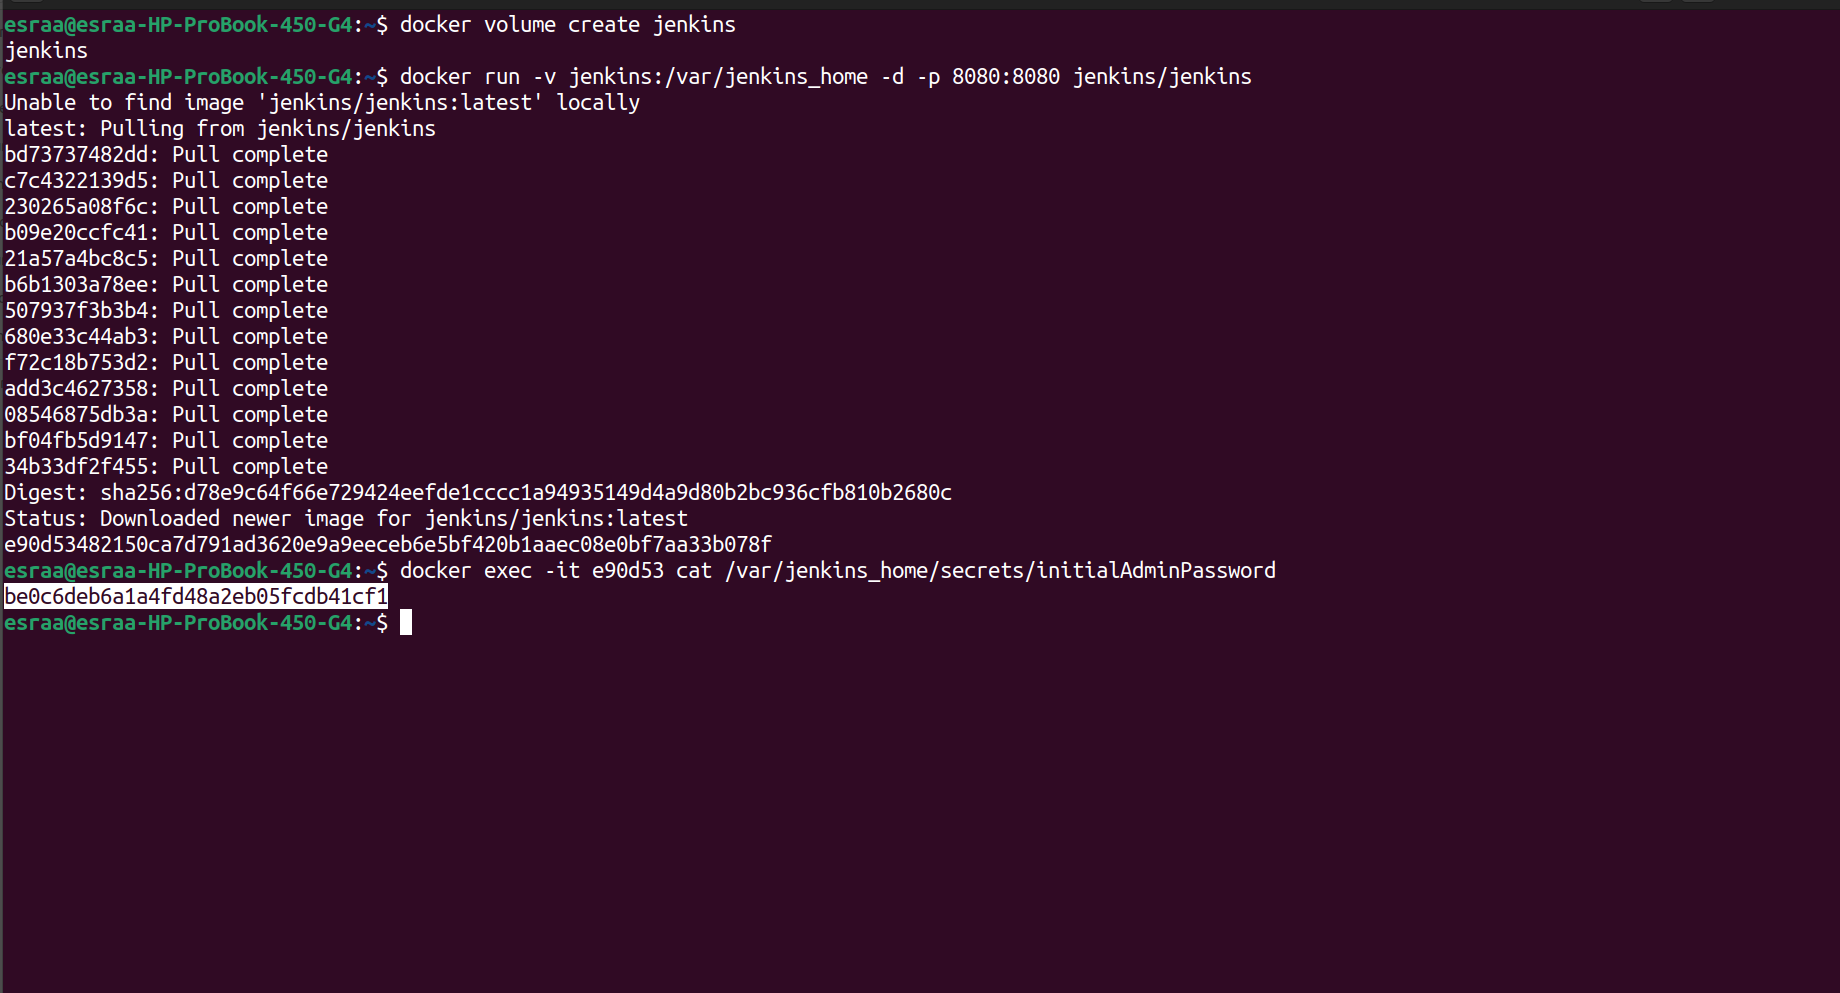 esraa@esraa-HP-ProBook-450-G4:~$ docker volume create jenkins
jenkins
esraa@esraa-HP-ProBook-450-G4:~$ docker run -v jenkins:/var/jenkins_home -d -p 8080:8080 jenkins/jenkins
Unable to find image 'jenkins/jenkins:latest' locally
latest: Pulling from jenkins/jenkins
bd73737482dd: Pull complete
c7c4322139d5: Pull complete
230265a08f6c: Pull complete
b09e20ccfc41: Pull complete
21a57a4bc8c5: Pull complete
b6b1303a78ee: Pull complete
507937f3b3b4: Pull complete
680e33c44ab3: Pull complete
f72c18b753d2: Pull complete
add3c4627358: Pull complete
08546875db3a: Pull complete
bf04fb5d9147: Pull complete
34b33df2f455: Pull complete
Digest: sha256:d78e9c64f66e729424eefde1cccc1a94935149d4a9d80b2bc936cfb810b2680c
Status: Downloaded newer image for jenkins/jenkins:latest
e90d53482150ca7d791ad3620e9a9eeceb6e5bf420b1aaec08e0bf7aa33b078f
esraa@esraa-HP-ProBook-450-G4:~$ docker exec -it e90d53 cat /var/jenkins_home/secrets/initialAdminPassword
be0c6deb6a1a4fd48a2eb05fcdb41cf1
esraa@esraa-HP-ProBook-450-G4:~$